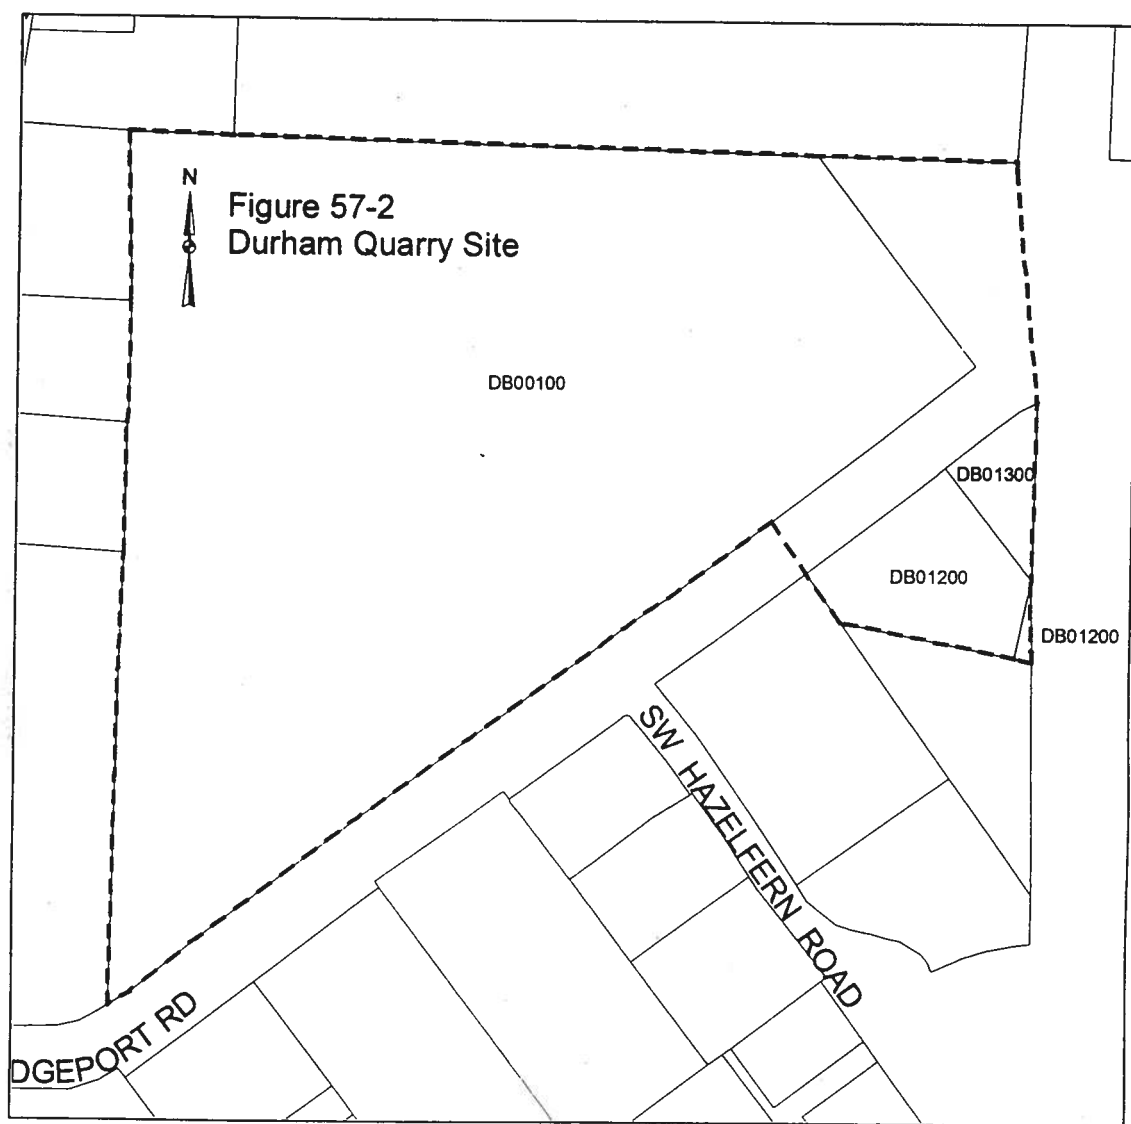 N
Figure 57-2
Durham Quarry Site
DB00100
DB01300
DB01200
DB01200
SW HAZELFERN ROAD
DGEPORT RD